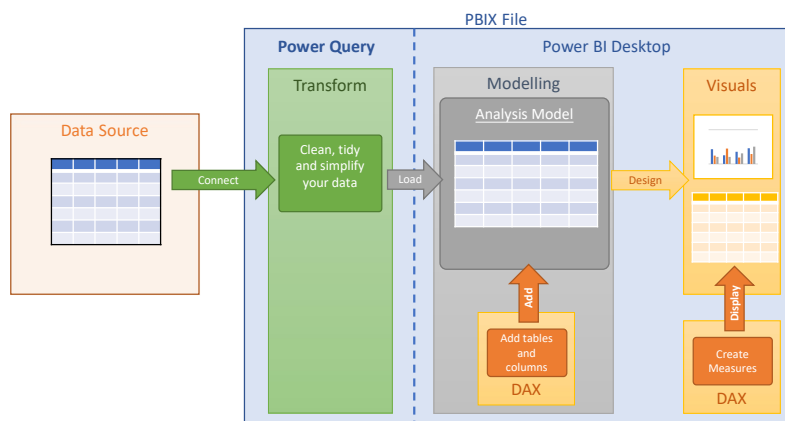 PBIX File
Power Query
Power BI Desktop
Transform
Modelling
Visuals
Data Source
Analysis Model
Clean, tidy
and simplify
your data
Connect
Load
Design
Add
Display
Add tables
and
columns
DAX
Create
Measures
DAX